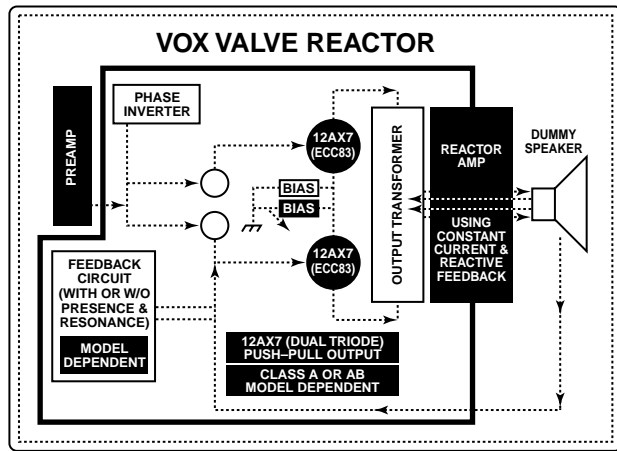 VOX VALVE REACTOR
PHASE
INVERTER
PREAMP
12AX7
(ECC83)
BIAS
BIAS
12AX7
(ECC83)
OUTPUT TRANSFORMER
REACTOR
AMP
USING
CONSTANT
CURRENT &
REACTIVE
FEEDBACK
DUMMY
SPEAKER
FEEDBACK
CIRCUIT
(WITH OR W/O
PRESENCE &
RESONANCE)
MODEL
DEPENDENT
12AX7 (DUAL TRIODE)
PUSH–PULL OUTPUT
CLASS A OR AB
MODEL DEPENDENT